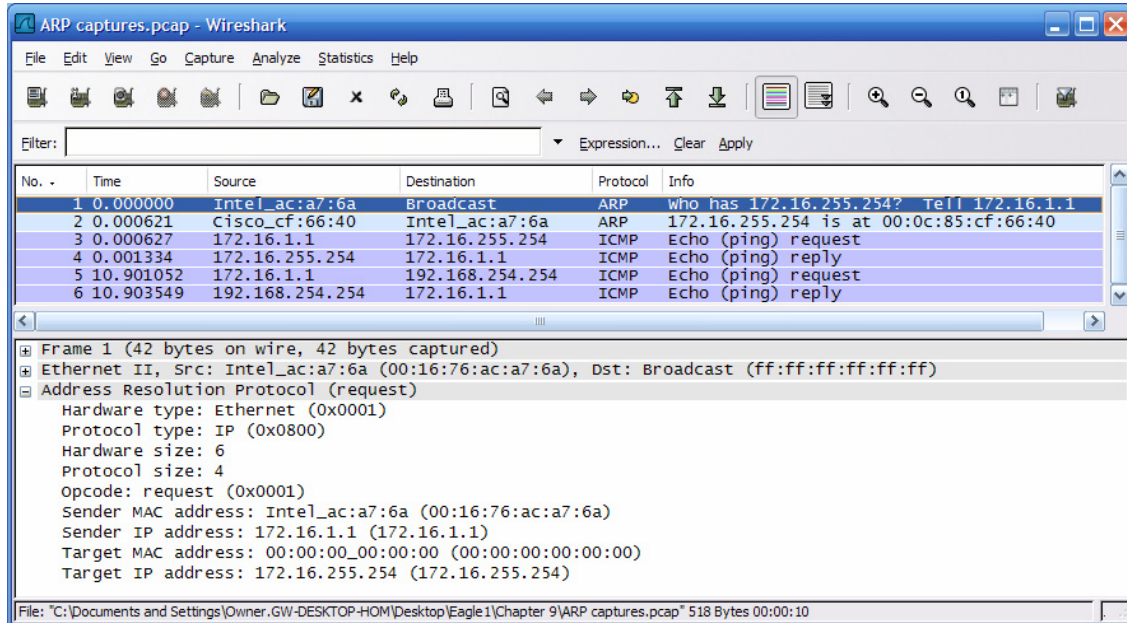 ARP captures.pcap - Wireshark
File Edit View Go Capture Analyze Statistics Help
Filter: Expression... Clear Apply
No. . Time Source Destination Protocol Info
1 0.000000 Intel_ac:a7:6a Broadcast ARP Who has 172.16.255.254? Tell 172.16.1.1
2 0.000621 Cisco_cf:66:40 Intel_ac:a7:6a ARP 172.16.255.254 is at 00:0c:85:cf:66:40
3 0.000627 172.16.1.1 172.16.255.254 ICMP Echo (ping) request
4 0.001334 172.16.255.254 172.16.1.1 ICMP Echo (ping) reply
5 10.901052 172.16.1.1 192.168.254.254 ICMP Echo (ping) request
6 10.903549 192.168.254.254 172.16.1.1 ICMP Echo (ping) reply
Frame 1 (42 bytes on wire, 42 bytes captured)
Ethernet II, Src: Intel_ac:a7:6a (00:16:76:ac:a7:6a), Dst: Broadcast (ff:ff:ff:ff:ff:ff)
Address Resolution Protocol (request)
Hardware type: Ethernet (0x0001)
Protocol type: IP (0x0800)
Hardware size: 6
Protocol size: 4
Opcode: request (0x0001)
Sender MAC address: Intel_ac:a7:6a (00:16:76:ac:a7:6a)
Sender IP address: 172.16.1.1 (172.16.1.1)
Target MAC address: 00:00:00_00:00:00 (00:00:00:00:00:00)
Target IP address: 172.16.255.254 (172.16.255.254)
File: "C:\Documents and Settings\Owner.GW-DESKTOP-HOM\Desktop\Eagle1\Chapter 9\ARP captures.pcap" 518 Bytes 00:00:10